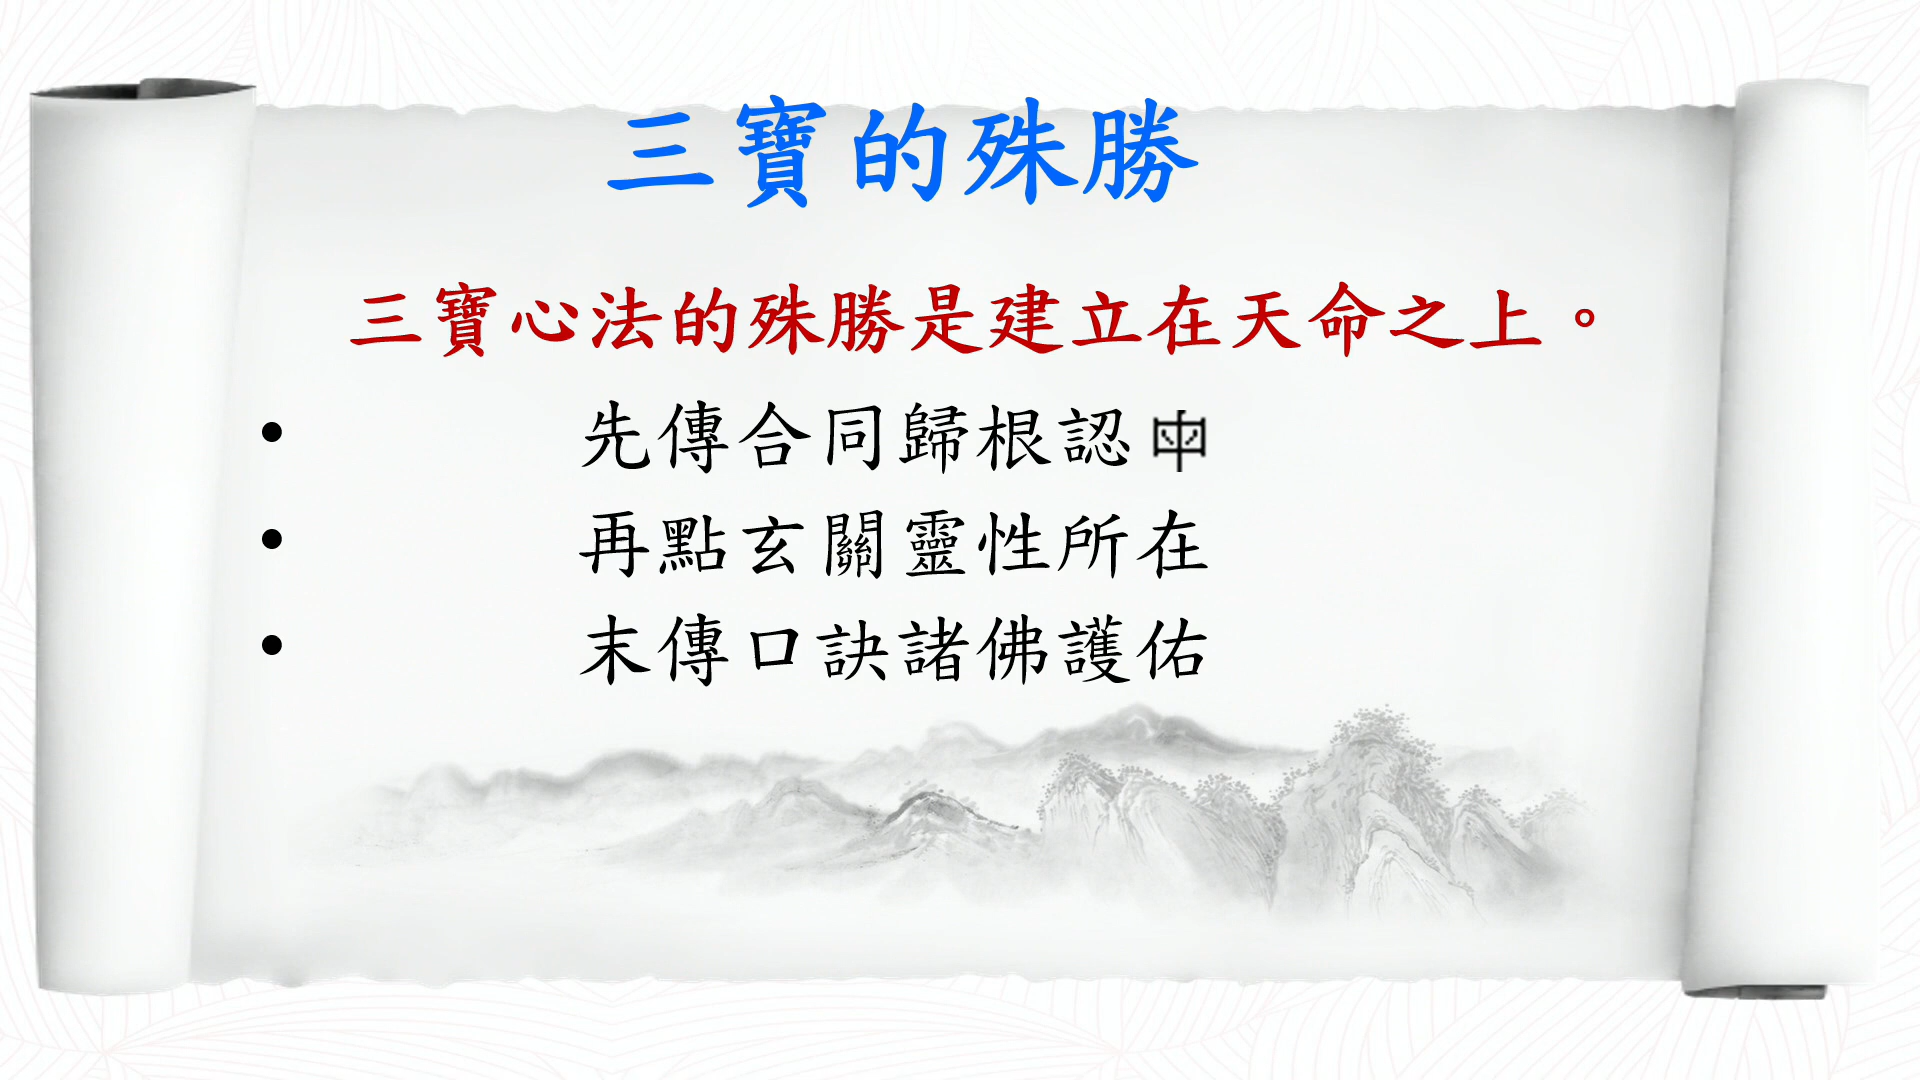 三寶的殊勝
三寶心法的殊勝是建立在天命之上。
• 先傳合同歸根認
• 再點玄關靈性所在
• 末傳口訣諸佛護佑